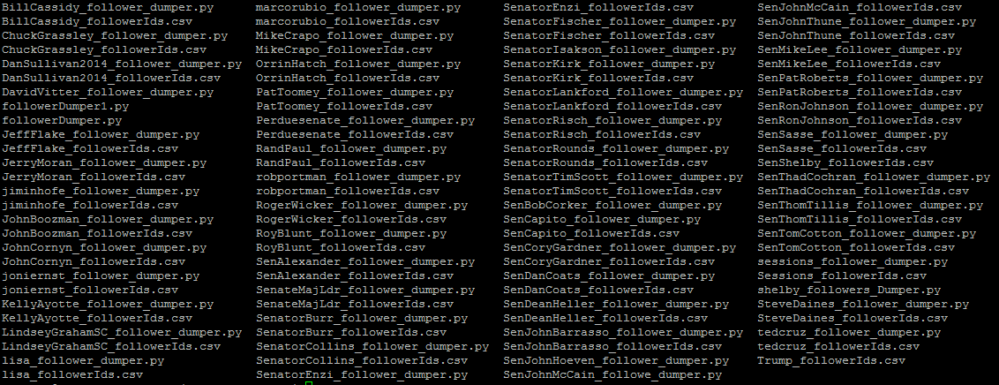 BillCassidy_follower_dumper.py marcorubio_follower_dumper.py SenatorEnzi_followerIds.csv SenJohnMcCain_followerIds.csv
BillCassidy_followerIds.csv marcorubio_followerIds.csv SenatorFischer_follower_dumper.py SenJohnThune_follower_dumper.py
ChuckGrassley_follower_dumper.py MikeCrapo_follower_dumper.py SenatorFischer_followerIds.csv SenJohnThune_followerIds.csv
ChuckGrassley_followerIds.csv MikeCrapo_followerIds.csv SenatorIsakson_follower_dumper.py SenMikeLee_follower_dumper.py
DanSullivan2014_follower_dumper.py OrrinHatch_follower_dumper.py SenatorKirk_follower_dumper.py SenMikeLee_followerIds.csv
DanSullivan2014_followerIds.csv OrrinHatch_followerIds.csv SenatorKirk_followerIds.csv SenPatRoberts_follower_dumper.py
DavidVitter_follower_dumper.py PatToomey_follower_dumper.py SenatorLankford_follower_dumper.py SenPatRoberts_followerIds.csv
followerDumper1.py PatToomey_followerIds.csv SenatorLankford_followerIds.csv SenRonJohnson_follower_dumper.py
followerDumper.py Perduesenate_follower_dumper.py SenatorRisch_follower_dumper.py SenRonJohnson_followerIds.csv
JeffFlake_follower_dumper.py Perduesenate_followerIds.csv SenatorRisch_followerIds.csv SenSasse_follower_dumper.py
JeffFlake_followerIds.csv RandPaul_follower_dumper.py SenatorRounds_follower_dumper.py SenSasse_followerIds.csv
JerryMoran_follower_dumper.py RandPaul_followerIds.csv SenatorRounds_followerIds.csv SenShelby_followerIds.csv
JerryMoran_followerIds.csv robportman_follower_dumper.py SenatorTimScott_follower_dumper.py SenThadCochran_follower_dumper.py
jiminhofe_follower_dumper.py robportman_followerIds.csv SenatorTimScott_followerIds.csv SenThadCochran_followerIds.csv
jiminhofe_followerIds.csv RogerWicker_follower_dumper.py SenBobCorker_follower_dumper.py SenThomTillis_follower_dumper.py
JohnBoozman_follower_dumper.py RogerWicker_followerIds.csv SenCapito_follower_dumper.py SenThomTillis_followerIds.csv
JohnBoozman_followerIds.csv RoyBlunt_follower_dumper.py SenCapito_followerIds.csv SenTomCotton_follower_dumper.py
JohnCornyn_follower_dumper.py RoyBlunt_followerIds.csv SenCoryGardner_followe_dumper.py SenTomCotton_followerIds.csv
JohnCornyn_followerIds.csv SenAlexander_follower_dumper.py SenCoryGardner_followerIds.csv sessions_follower_dumper.py
joniernst_follower_dumper.py SenAlexander_followerIds.csv SenDanCoats_follower_dumper.py Sessions_followerIds.csv
joniernst_followerIds.csv SenateMajLdr_follower_dumper.py SenDanCoats_followerIds.csv shelby_followers_Dumper.py
KellyAyotte_follower_dumper.py SenateMajLdr_followerIds.csv SenDeanHeller_follower_dumper.py SteveDaines_follower_dumper.py
KellyAyotte_followerIds.csv SenatorBurr_follower_dumper.py SenDeanHeller_followerIds.csv SteveDaines_followerIds.csv
LindseyGrahamSC_follower_dumper.py SenatorBurr_followerIds.csv SenJohnBarrasso_follower_dumper.py tedcruz_follower_dumper.py
LindseyGrahamSC_followerIds.csv SenatorCollins_follower_dumper.py SenJohnBarrasso_followerIds.csv tedcruz_followerIds.csv
lisa_follower_dumper.py SenatorCollins_followerIds.csv SenJohnHoeven_follower_dumper.py Trump_followerIds.csv
lisa_followerIds.csv SenatorEnzi_follower_dumper.py SenJohnMcCain_followe_dumper.py